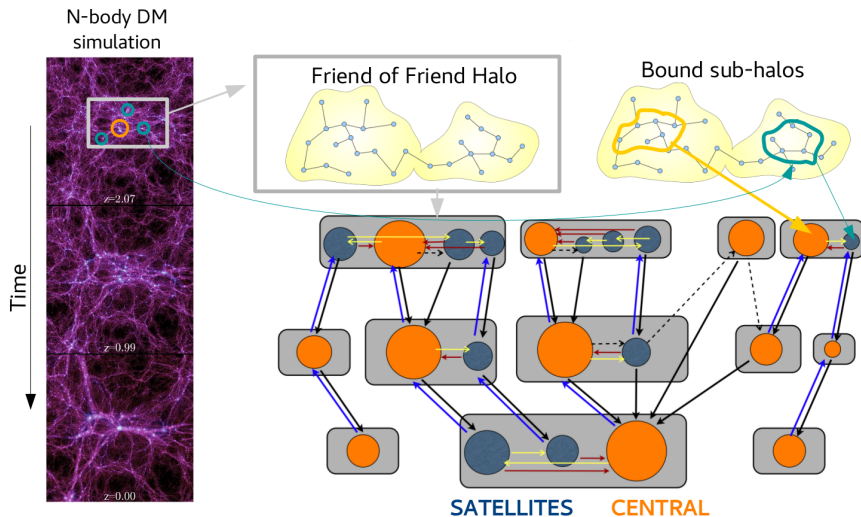 N-body DM
simulation
Friend of Friend Halo
Bound sub-halos
z=2.07
Time
z=0.99
z=0.00
SATELLITES
CENTRAL